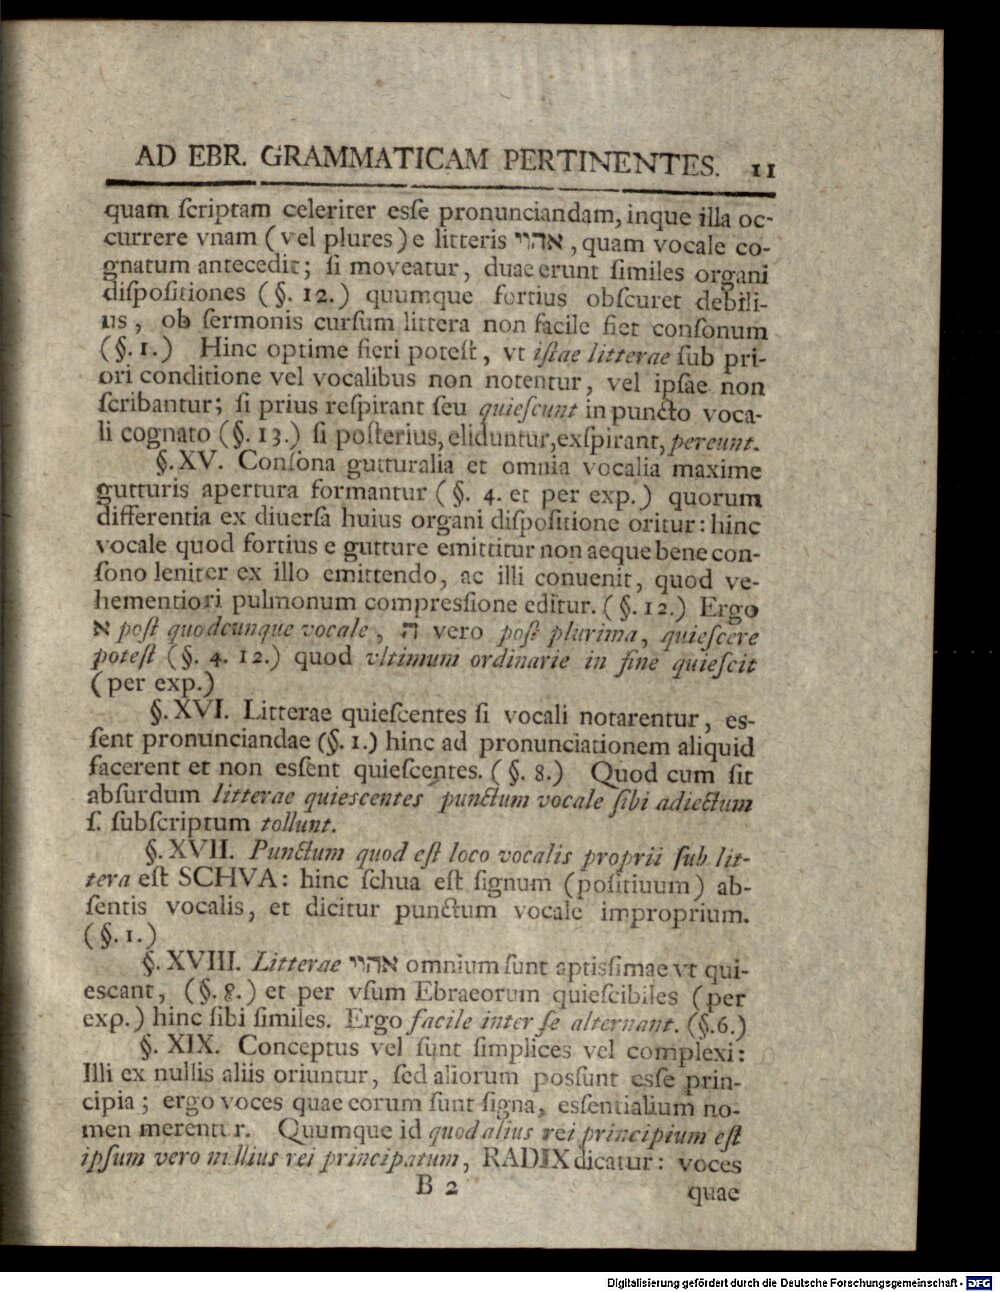 AD EBR. GRAMMATICAM PERTINENTES. 11
quam ſcriptam celeriter esſe pronunciandam, inque illa oc-
currere vnam (vel plures) e litteris אהוי, quam vocale co-
gnatum antecedit; ſi moveatur, duae erunt ſimiles organi
diſpoſitiones (§. 12.) quumque fortius obſcuret debili-
us, ob ſermonis curſum littera non facile fiet conſonum
(§. 1.) Hinc optime fieri poteſt, vt iſtae litterae ſub pri-
ori conditione vel vocalibus non notentur, vel ipſae non
ſcribantur; ſi prius reſpirant ſeu quieſcunt in puncto voca-
li cognato (§. 13.) ſi poſterius, eliduntur, exſpirant, pereunt.
§. XV. Conſona gutturalia et omnia vocalia maxime
gutturis apertura formantur (§. 4. et per exp.) quorum
differentia ex diuerſa huius organi diſpoſitione oritur: hinc
vocale quod fortius e gutture emittitur non aeque bene con-
ſono leniter ex illo emittendo, ac illi conuenit, quod ve-
hementiori pulmonum compresſione editur. (§. 12.) Ergo
א poſt quodcunque vocale, ה vero poſt plurima, quieſcere
poteſt (§. 4. 12.) quod vltimum ordinarie in fine quieſcit
(per exp.)
§. XVI. Litterae quieſcentes ſi vocali notarentur, es-
ſent pronunciandae (§. 1.) hinc ad pronunciationem aliquid
facerent et non esſent quieſcentes. (§. 8.) Quod cum ſit
abſurdum litterae quiescentes punctum vocale ſibi adiectum
ſ. ſubſcriptum tollunt.
§. XVII. Punctum quod eſt loco vocalis proprii ſub lit-
tera eſt SCHVA: hinc ſchua eſt ſignum (poſitiuum) ab-
ſentis vocalis, et dicitur punctum vocale improprium.
(§. 1.)
§. XVIII. Litterae אהוי omnium ſunt aptisſimae vt qui-
escant, (§. 8.) et per vſum Ebraeorum quieſcibiles (per
exp.) hinc ſibi ſimiles. Ergo facile inter ſe alternant. (§. 6.)
§. XIX. Conceptus vel ſunt ſimplices vel complexi:
Illi ex nullis aliis oriuntur, ſed aliorum posſunt esſe prin-
cipia; ergo voces quae eorum ſunt ſigna, esſentialium no-
men merentur. Quumque id quod alius rei principium eſt
ipſum vero nullius rei principatum, RADIX dicatur: voces
B 2 quae
Digitalisierung gefördert durch die Deutsche Forschungsgemeinschaft - DFG